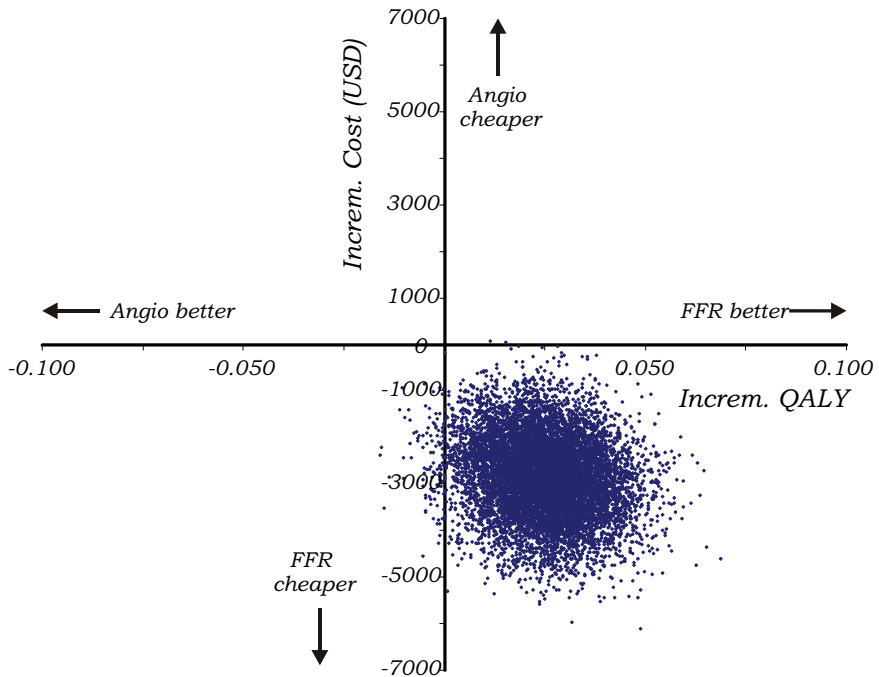 7000
Increm. Cost (USD)
5000
Angio
cheaper
3000
1000
Angio better
FFR better
0
-0.100
-0.050
0.050
0.100
-1000
Increm. QALY
-3000
FFR
cheaper
-5000
-7000